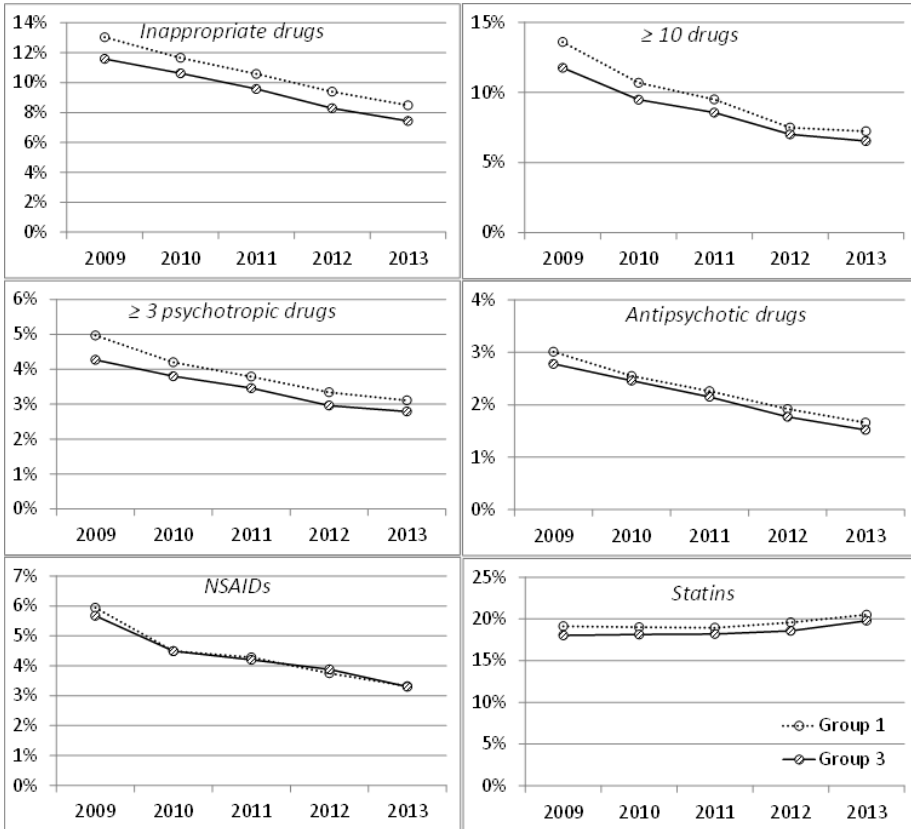 Inappropriate drugs
14%
12%
10%
8%
6%
4%
2%
0%
2009 2010 2011 2012 2013
≥ 10 drugs
15%
10%
5%
0%
2009 2010 2011 2012 2013
≥ 3 psychotropic drugs
6%
5%
4%
3%
2%
1%
0%
2009 2010 2011 2012 2013
Antipsychotic drugs
4%
3%
2%
1%
0%
2009 2010 2011 2012 2013
NSAIDs
7%
6%
5%
4%
3%
2%
1%
0%
2009 2010 2011 2012 2013
Statins
25%
20%
15%
10%
5%
0%
Group 1
Group 3
2009 2010 2011 2012 2013